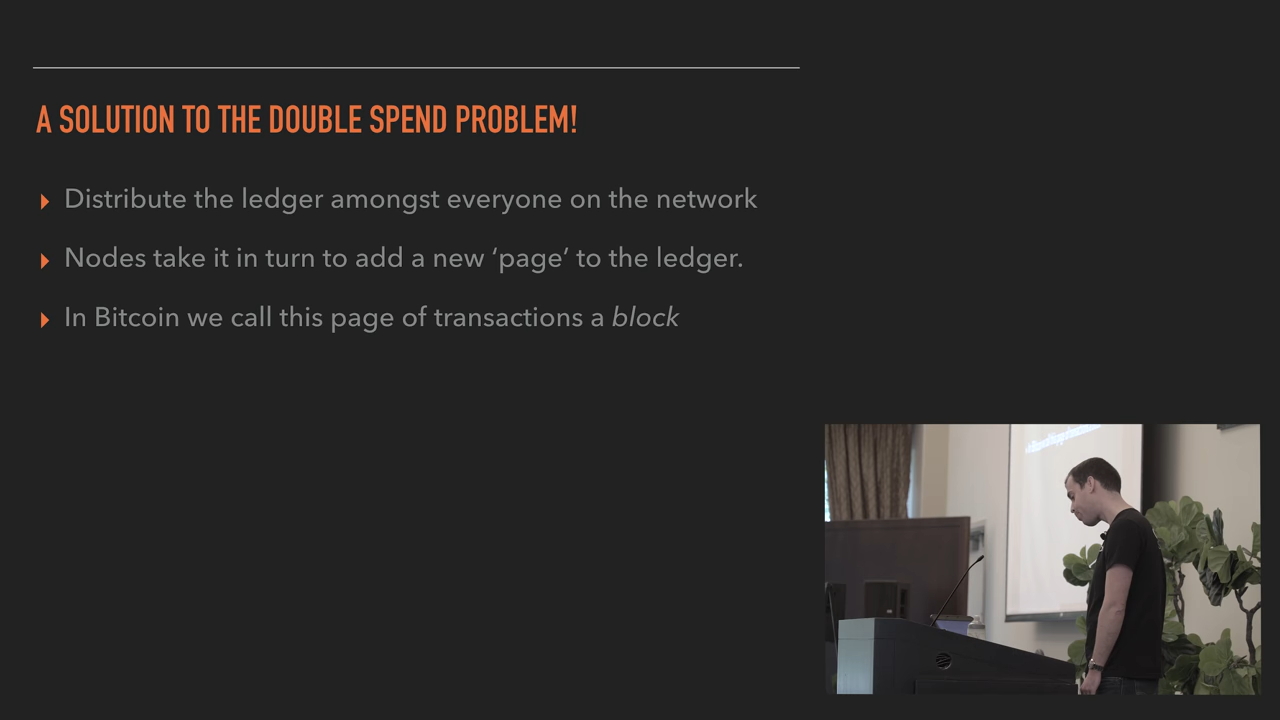 A SOLUTION TO THE DOUBLE SPEND PROBLEM!
Distribute the ledger amongst everyone on the network
Nodes take it in turn to add a new ‘page’ to the ledger.
In Bitcoin we call this page of transactions a block